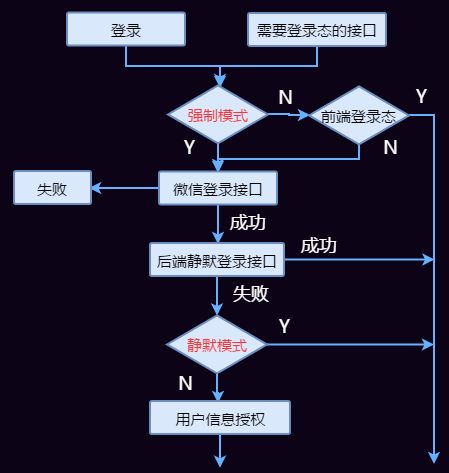 登录
需要登录态的接口
强制模式
N
前端登录态
Y
Y
N
失败
微信登录接口
成功
后端静默登录接口
成功
失败
静默模式
Y
N
用户信息授权